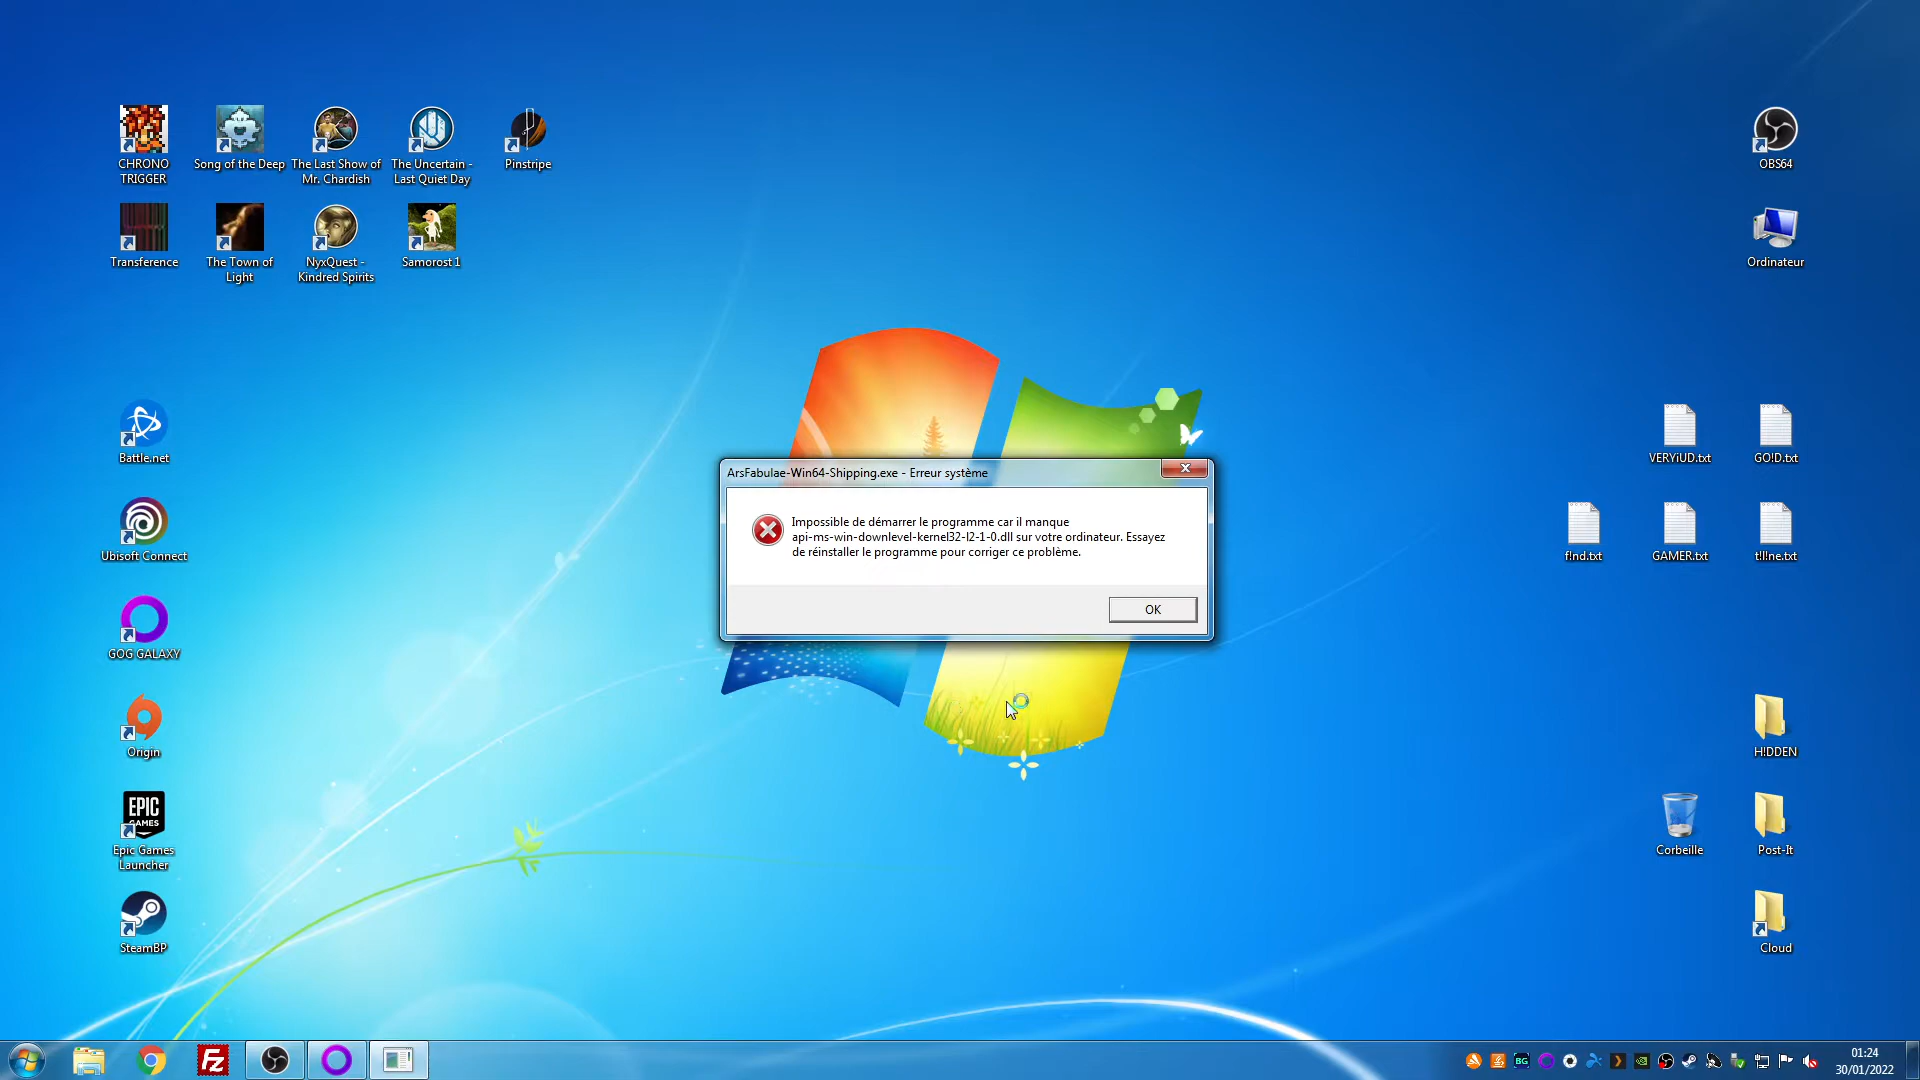 CHRONO
TRIGGER
Song of the Deep
The Last Show of
Mr. Chardish
The Uncertain -
Last Quiet Day
Pinstripe
OBS64
Transference
The Town of
Light
NyxQuest -
Kindred Spirits
Samorost 1
Ordinateur
Battle.net
VERYiUD.txt
GO!D.txt
ArsFabulae-Win64-Shipping.exe - Erreur système
Impossible de démarrer le programme car il manque
api-ms-win-downlevel-kernel32-l2-1-0.dll sur votre ordinateur. Essayez
de réinstaller le programme pour corriger ce problème.
OK
Ubisoft Connect
f!nd.txt
GAMER.txt
t!l!ne.txt
GOG GALAXY
Origin
H!DDEN
EPIC
GAMES
Epic Games
Launcher
Corbeille
Post-It
SteamBP
Cloud
Fz
BG
01:24
30/01/2022